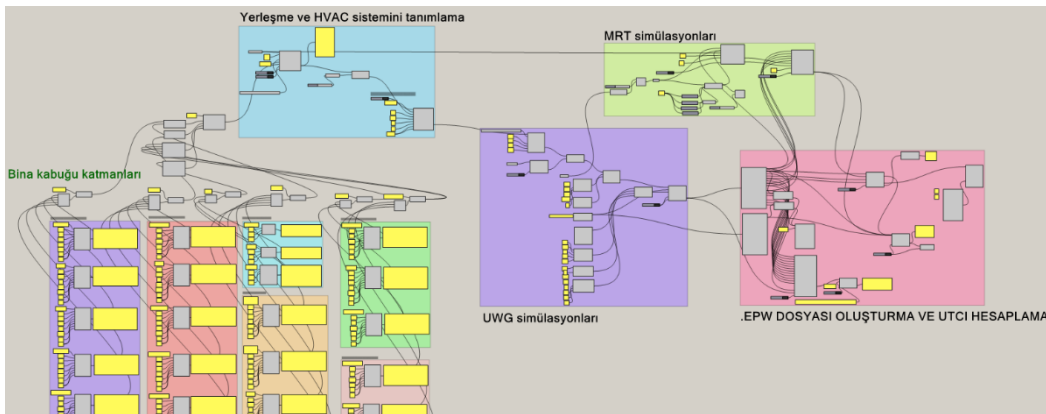 Yerleşme ve HVAC sistemini tanımlama
MRT simülasyonları
Bina kabuğu katmanları
UWG simülasyonları
.EPW DOSYASI OLUŞTURMA VE UTCI HESAPLAMA